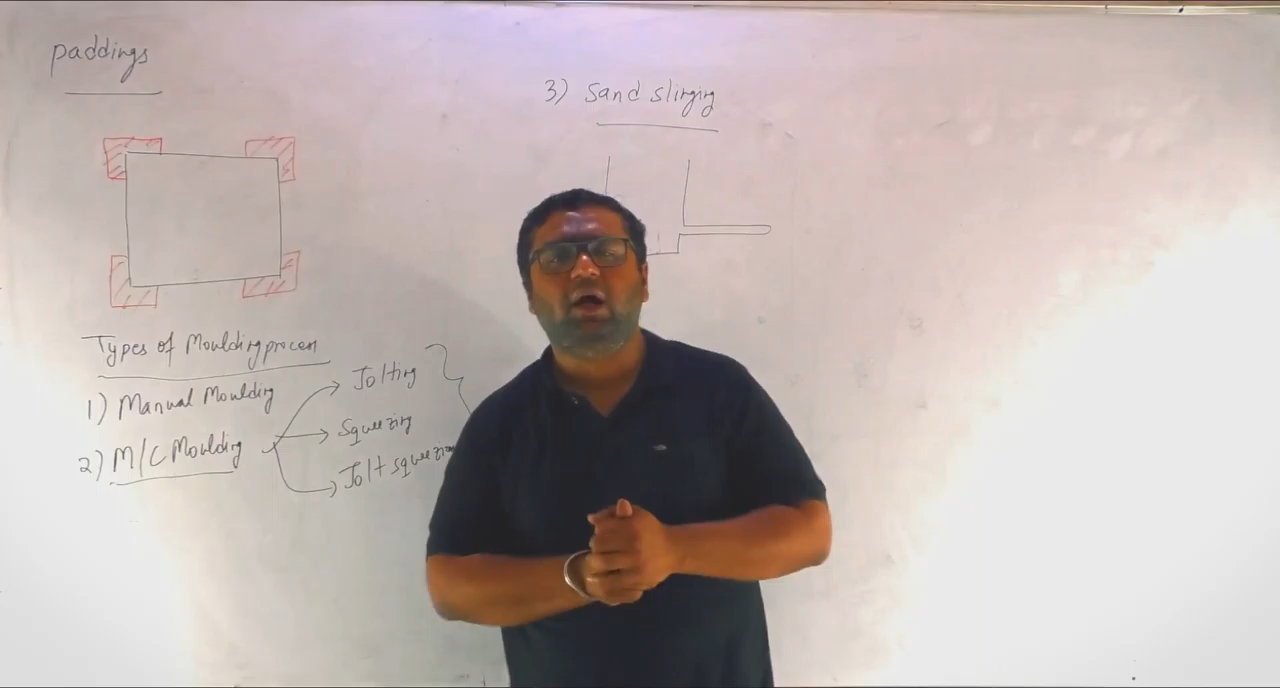 paddings
3) Sand slinging
Types of Moulding process
1) Manual Moulding
2) M/C Moulding
Jolting
Squeezing
Jolt squeezing